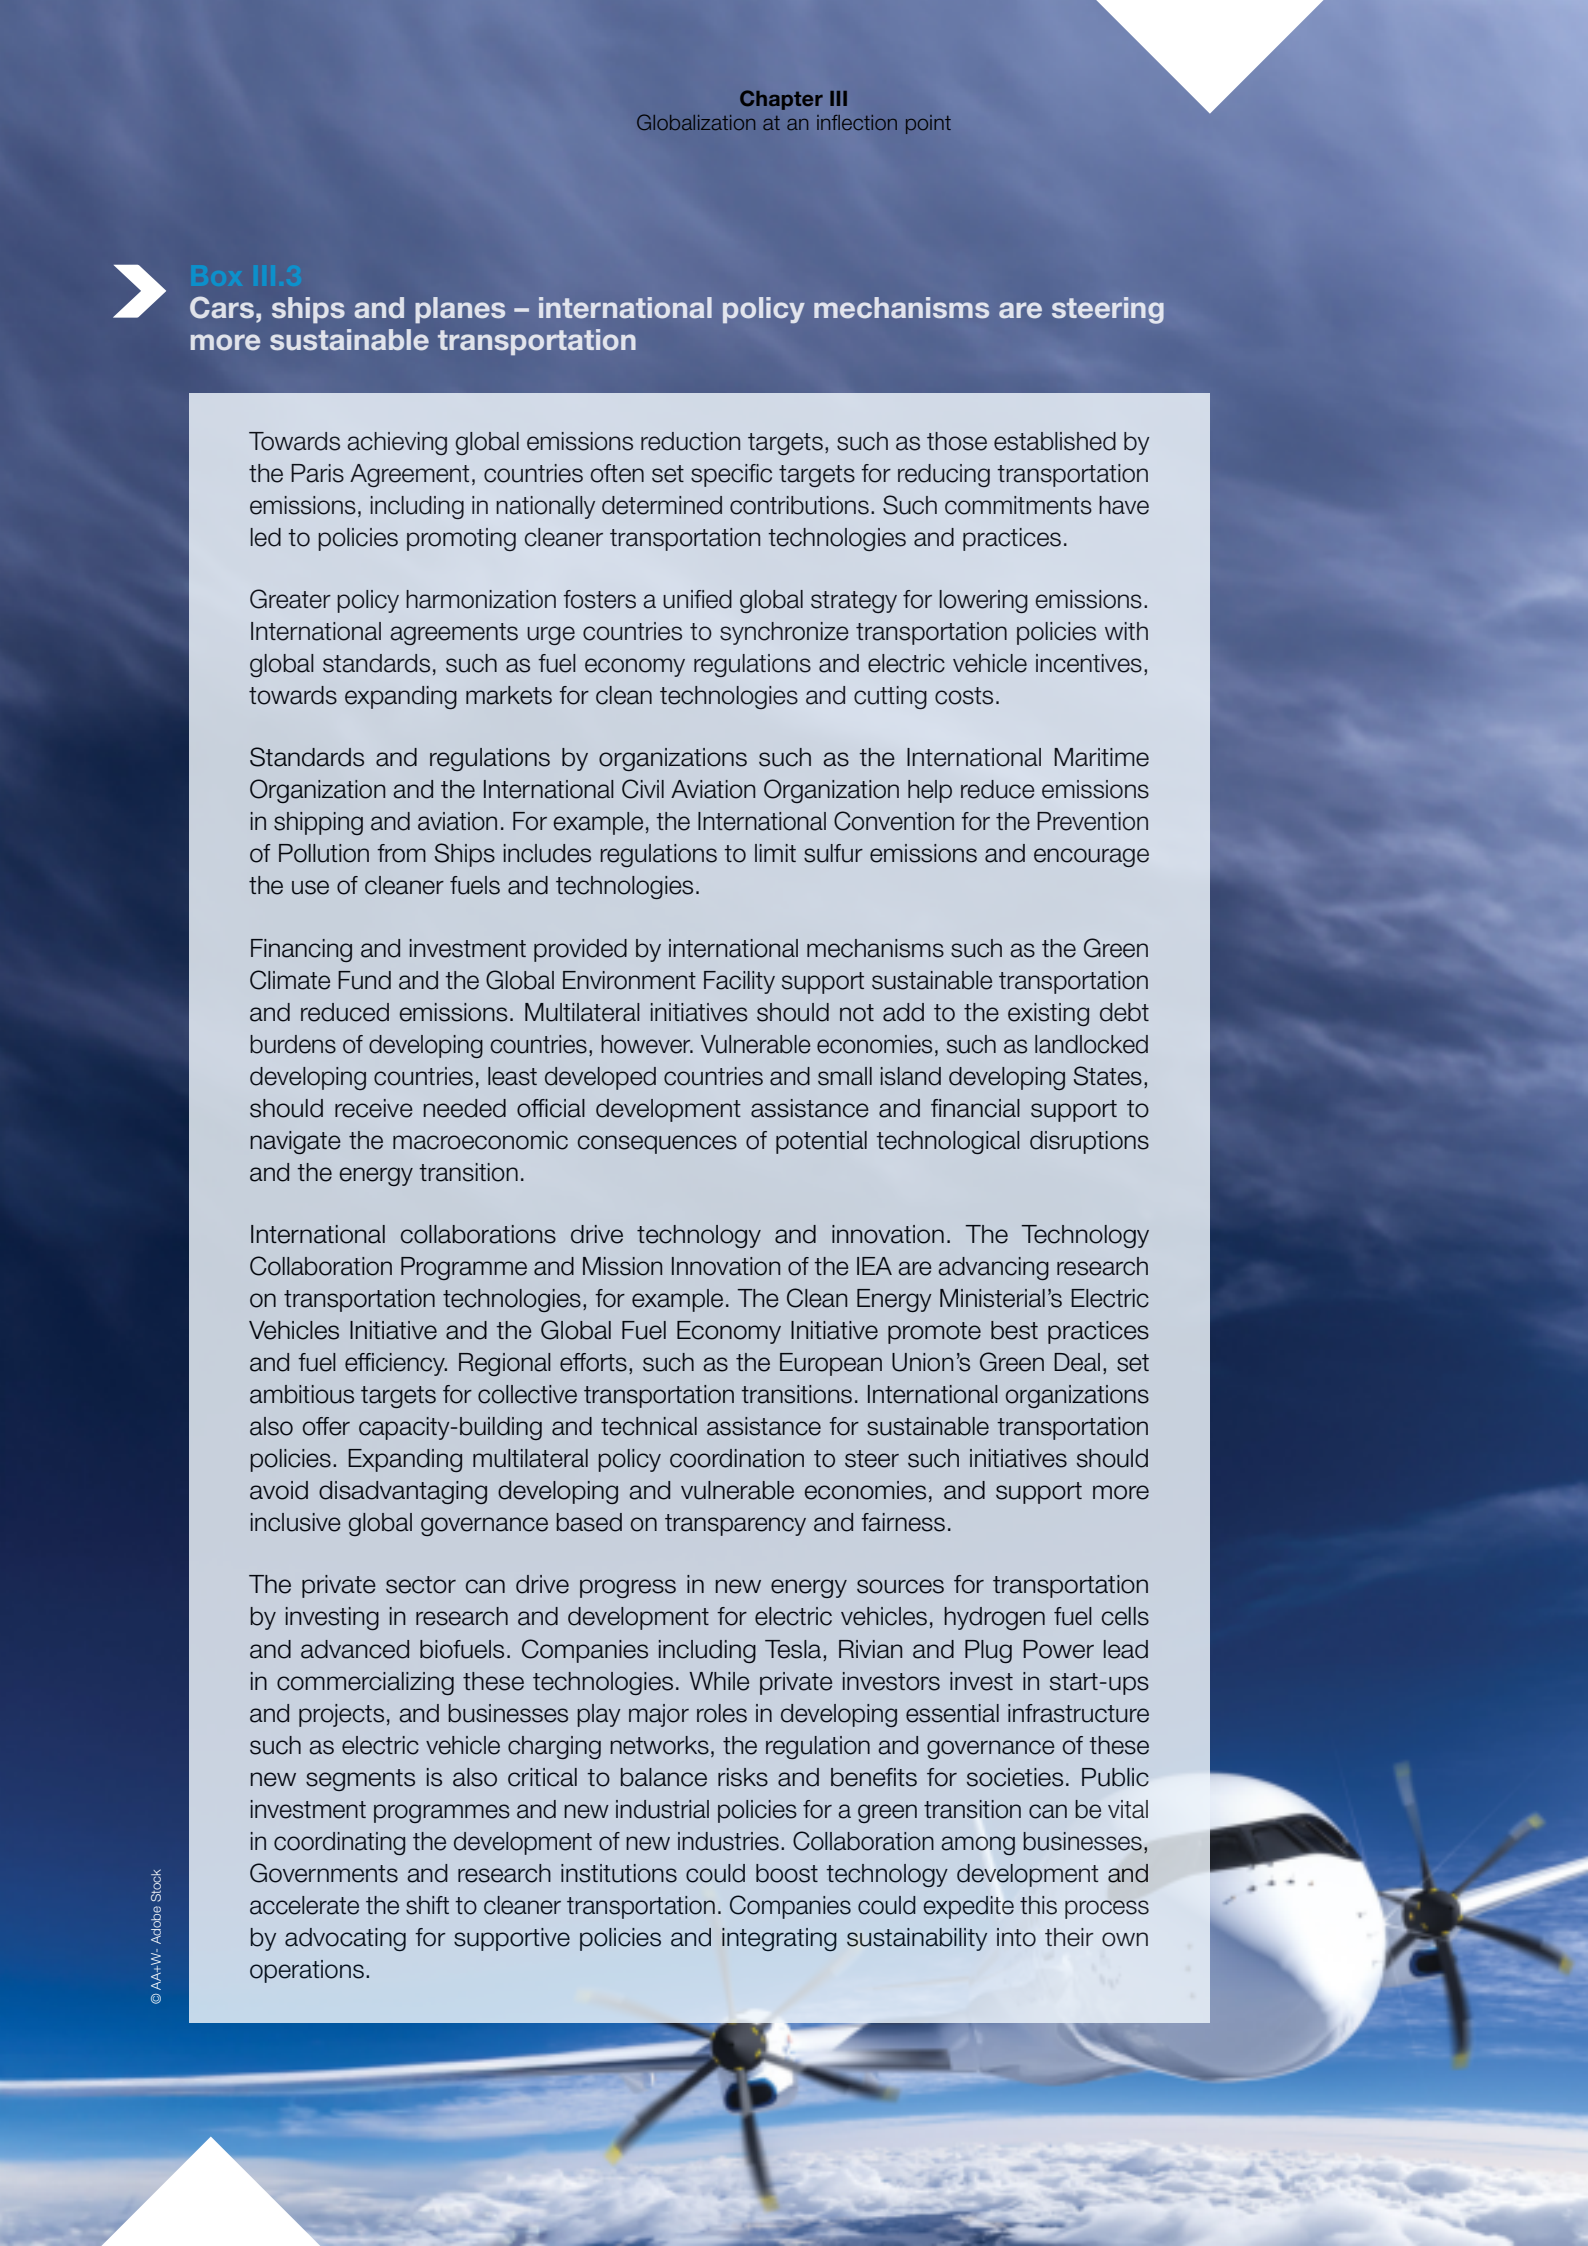 Chapter III
Globalization at an inflection point
Box III.3
Cars, ships and planes – international policy mechanisms are steering
more sustainable transportation
Towards achieving global emissions reduction targets, such as those established by
the Paris Agreement, countries often set specific targets for reducing transportation
emissions, including in nationally determined contributions. Such commitments have
led to policies promoting cleaner transportation technologies and practices.
Greater policy harmonization fosters a unified global strategy for lowering emissions.
International agreements urge countries to synchronize transportation policies with
global standards, such as fuel economy regulations and electric vehicle incentives,
towards expanding markets for clean technologies and cutting costs.
Standards and regulations by organizations such as the International Maritime
Organization and the International Civil Aviation Organization help reduce emissions
in shipping and aviation. For example, the International Convention for the Prevention
of Pollution from Ships includes regulations to limit sulfur emissions and encourage
the use of cleaner fuels and technologies.
Financing and investment provided by international mechanisms such as the Green
Climate Fund and the Global Environment Facility support sustainable transportation
and reduced emissions. Multilateral initiatives should not add to the existing debt
burdens of developing countries, however. Vulnerable economies, such as landlocked
developing countries, least developed countries and small island developing States,
should receive needed official development assistance and financial support to
navigate the macroeconomic consequences of potential technological disruptions
and the energy transition.
International collaborations drive technology and innovation. The Technology
Collaboration Programme and Mission Innovation of the IEA are advancing research
on transportation technologies, for example. The Clean Energy Ministerial’s Electric
Vehicles Initiative and the Global Fuel Economy Initiative promote best practices
and fuel efficiency. Regional efforts, such as the European Union’s Green Deal, set
ambitious targets for collective transportation transitions. International organizations
also offer capacity-building and technical assistance for sustainable transportation
policies. Expanding multilateral policy coordination to steer such initiatives should
avoid disadvantaging developing and vulnerable economies, and support more
inclusive global governance based on transparency and fairness.
The private sector can drive progress in new energy sources for transportation
by investing in research and development for electric vehicles, hydrogen fuel cells
and advanced biofuels. Companies including Tesla, Rivian and Plug Power lead
in commercializing these technologies. While private investors invest in start-ups
and projects, and businesses play major roles in developing essential infrastructure
such as electric vehicle charging networks, the regulation and governance of these
new segments is also critical to balance risks and benefits for societies. Public
investment programmes and new industrial policies for a green transition can be vital
in coordinating the development of new industries. Collaboration among businesses,
Governments and research institutions could boost technology development and
accelerate the shift to cleaner transportation. Companies could expedite this process
by advocating for supportive policies and integrating sustainability into their own
operations.
© AA+W- Adobe Stock